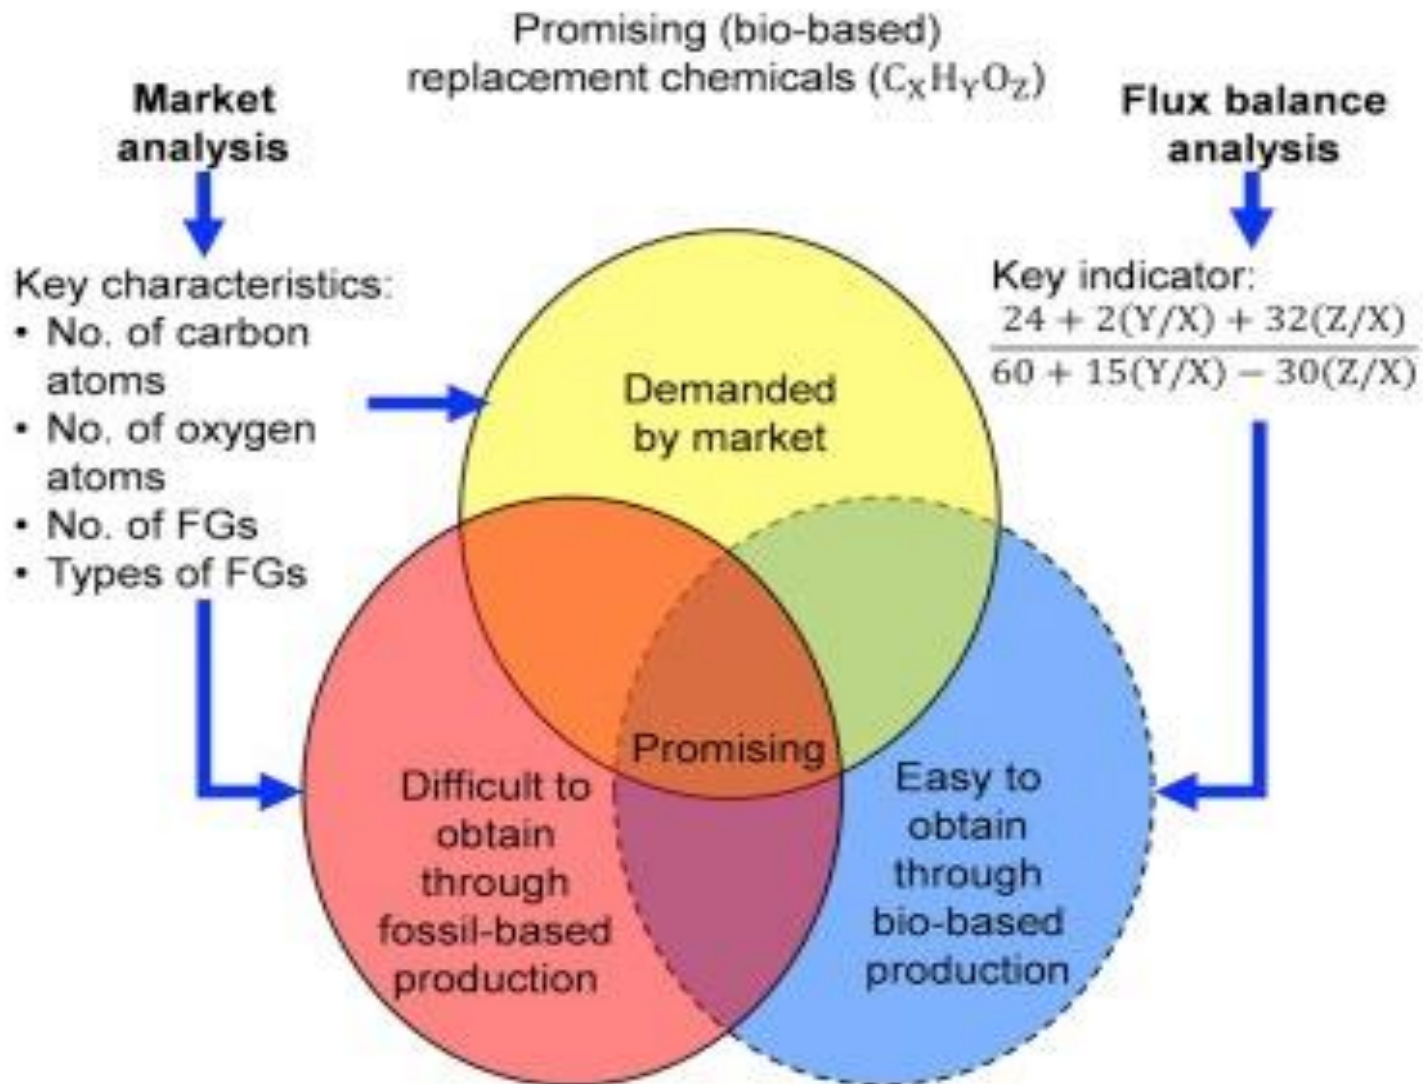 Promising (bio-based)
replacement chemicals (CXHYOZ)
Market
analysis
Key characteristics:
• No. of carbon
atoms
• No. of oxygen
atoms
• No. of FGs
• Types of FGs
Flux balance
analysis
Key indicator:
24 + 2(Y/X) + 32(Z/X)
60 + 15(Y/X) − 30(Z/X)
Demanded
by market
Promising
Difficult to
obtain
through
fossil-based
production
Easy to
obtain
through
bio-based
production